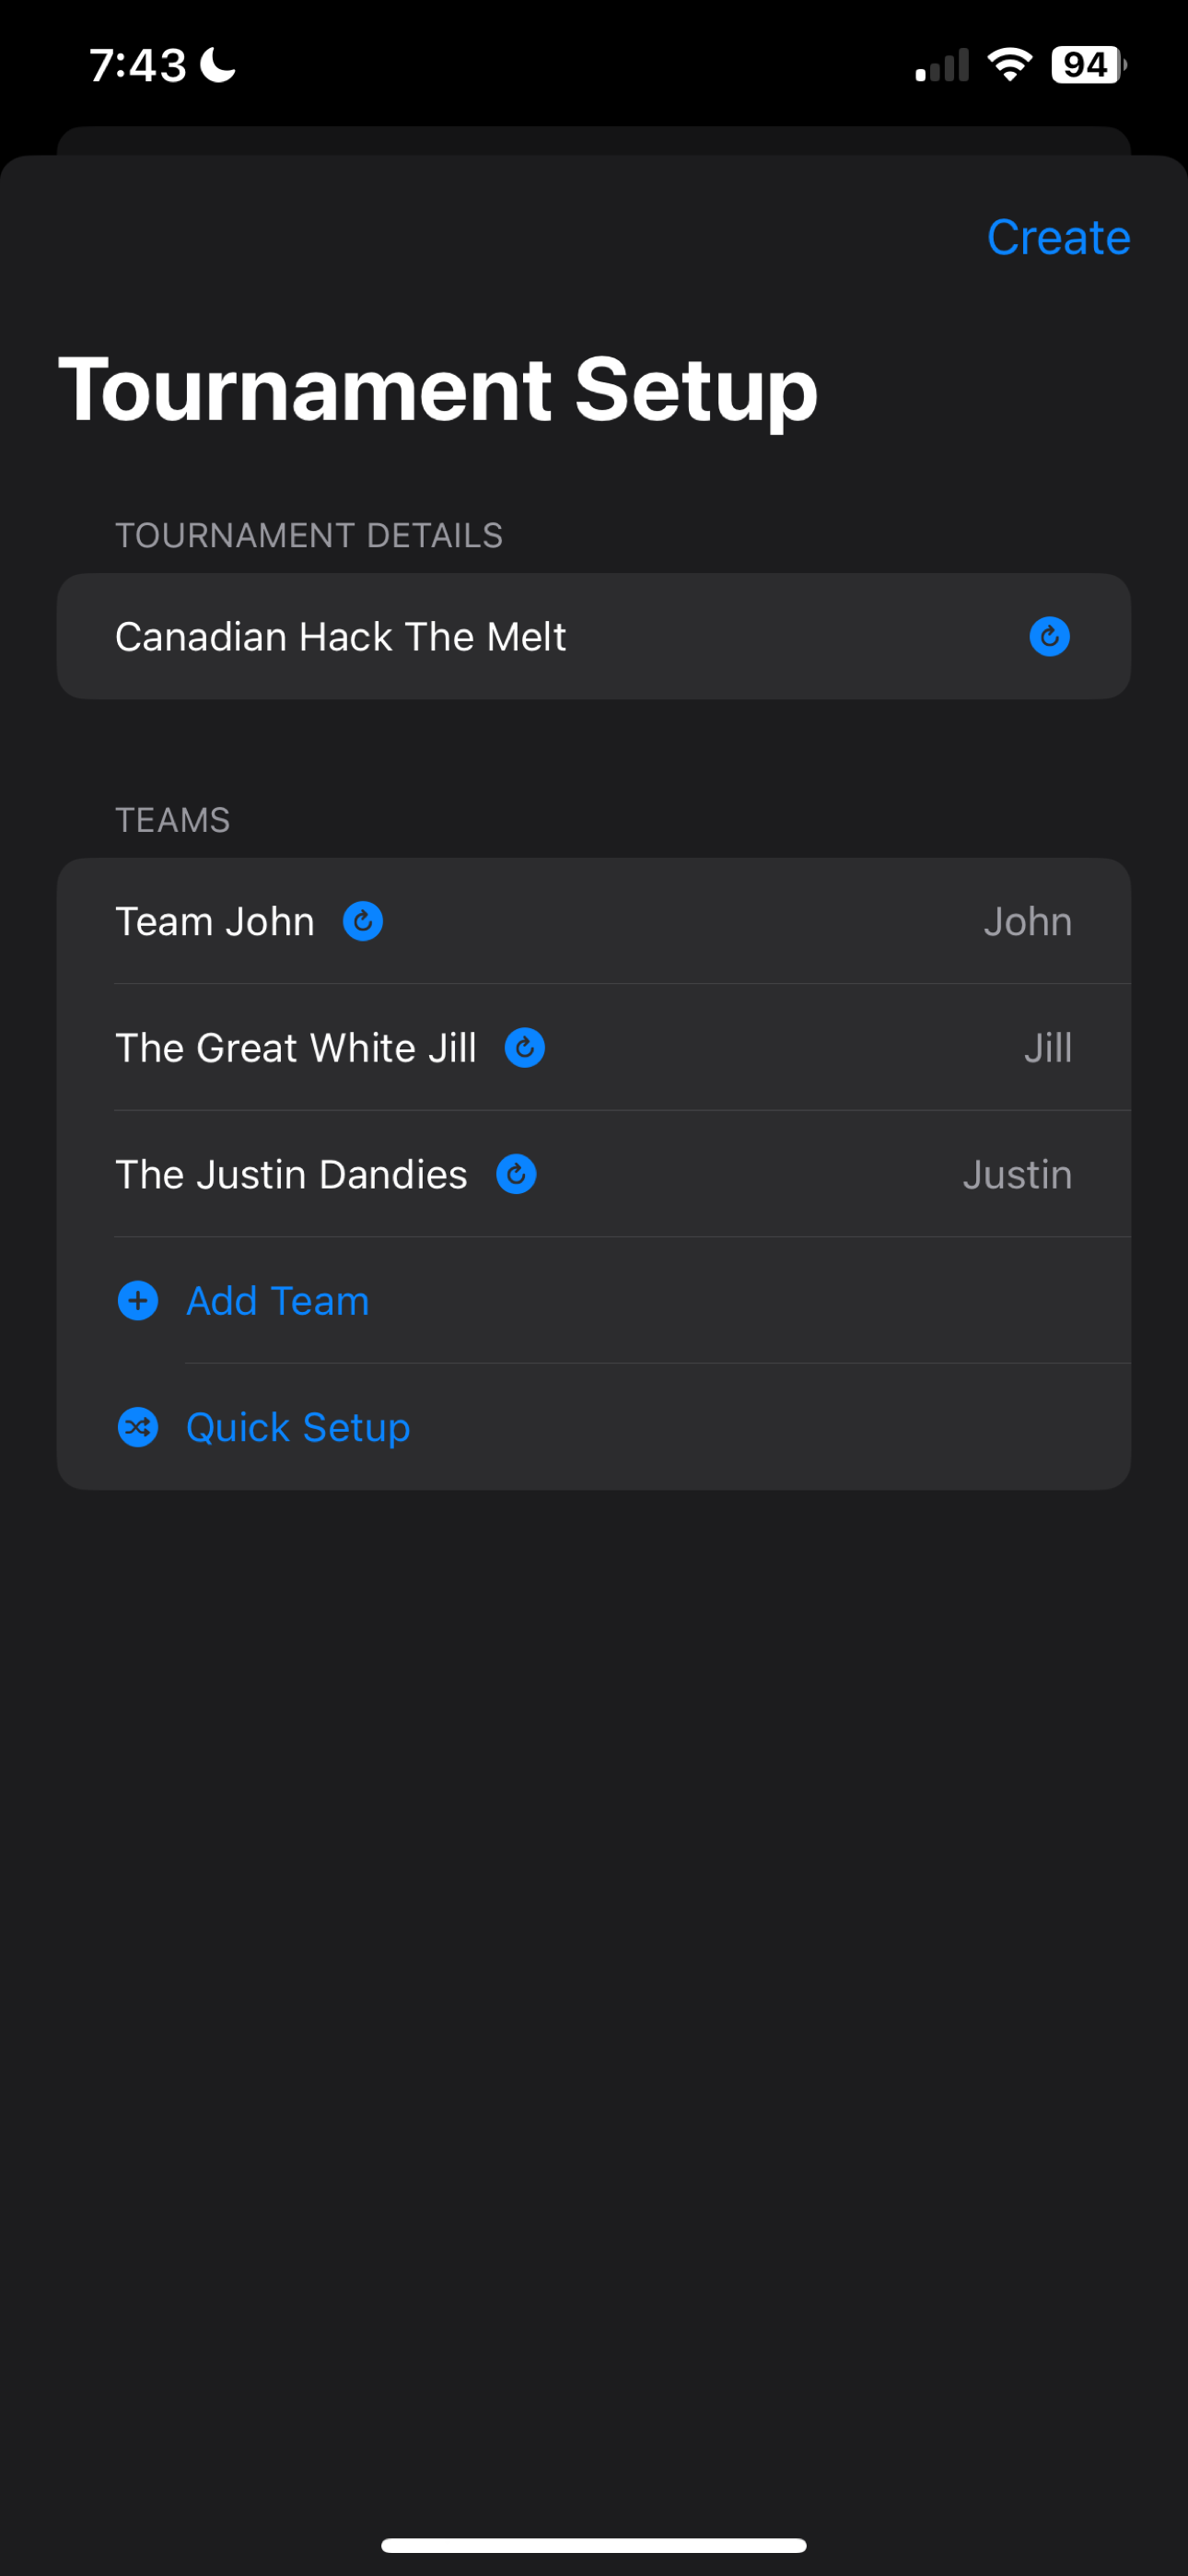 7:43
94
Create
Tournament Setup
TOURNAMENT DETAILS
Canadian Hack The Melt
TEAMS
Team John John
The Great White Jill Jill
The Justin Dandies Justin
Add Team
Quick Setup